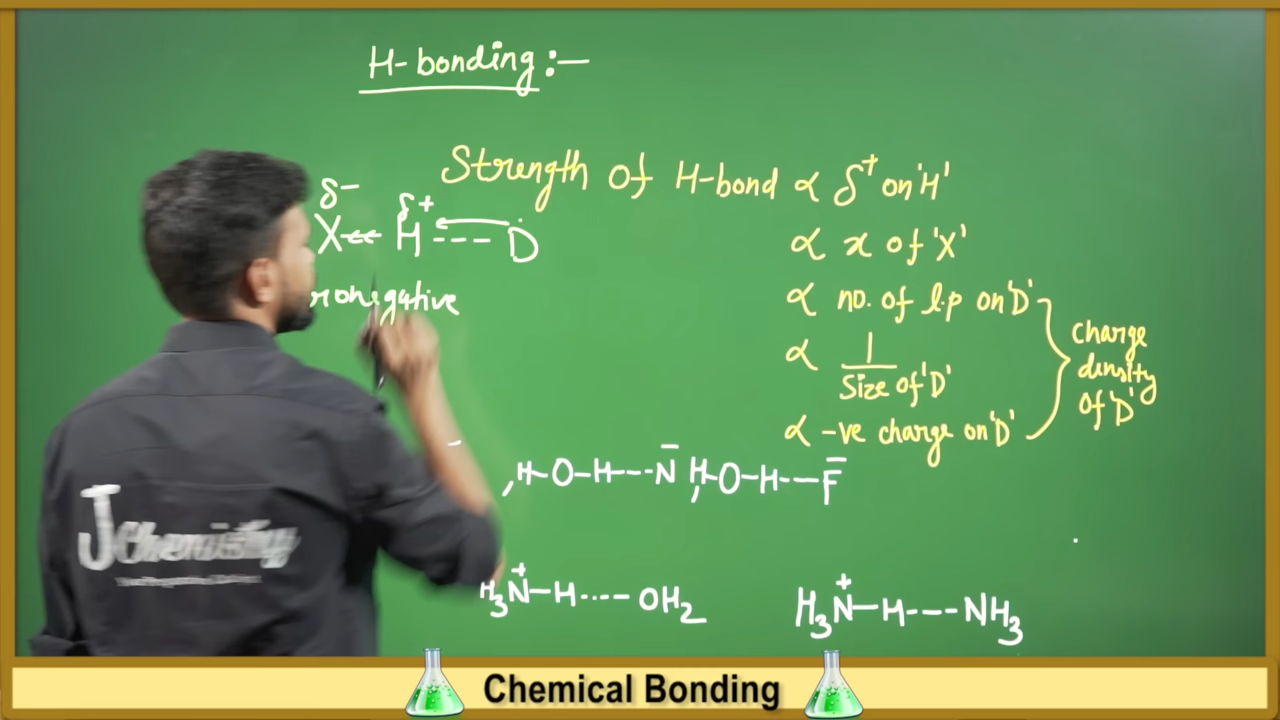 H-bonding :-
Strength of H-bond ∝ δ+ on 'H'
δ- δ+
X H --- D
∝ x of 'X'
∝ no. of l.p on 'D'
∝ 1/Size of 'D'
∝ -ve charge on 'D'
charge
density
of 'D'
, H-O-H---N̄ , H-O-H---F̄
H3N+-H----OH2
H3N+-H---NH3
J Chemistry
Chemical Bonding